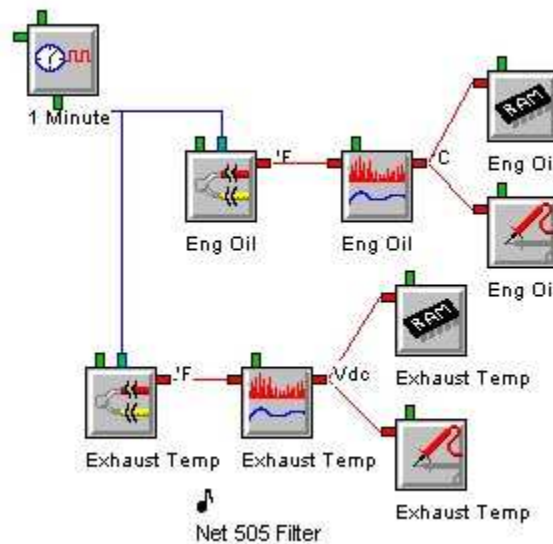 RAM
1 Minute
'F
'C
Eng Oil
Eng Oil
Eng Oil
Eng Oi
RAM
'F
Vdc
Exhaust Temp
Exhaust Temp
Exhaust Temp
Exhaust Temp
Net 505 Filter